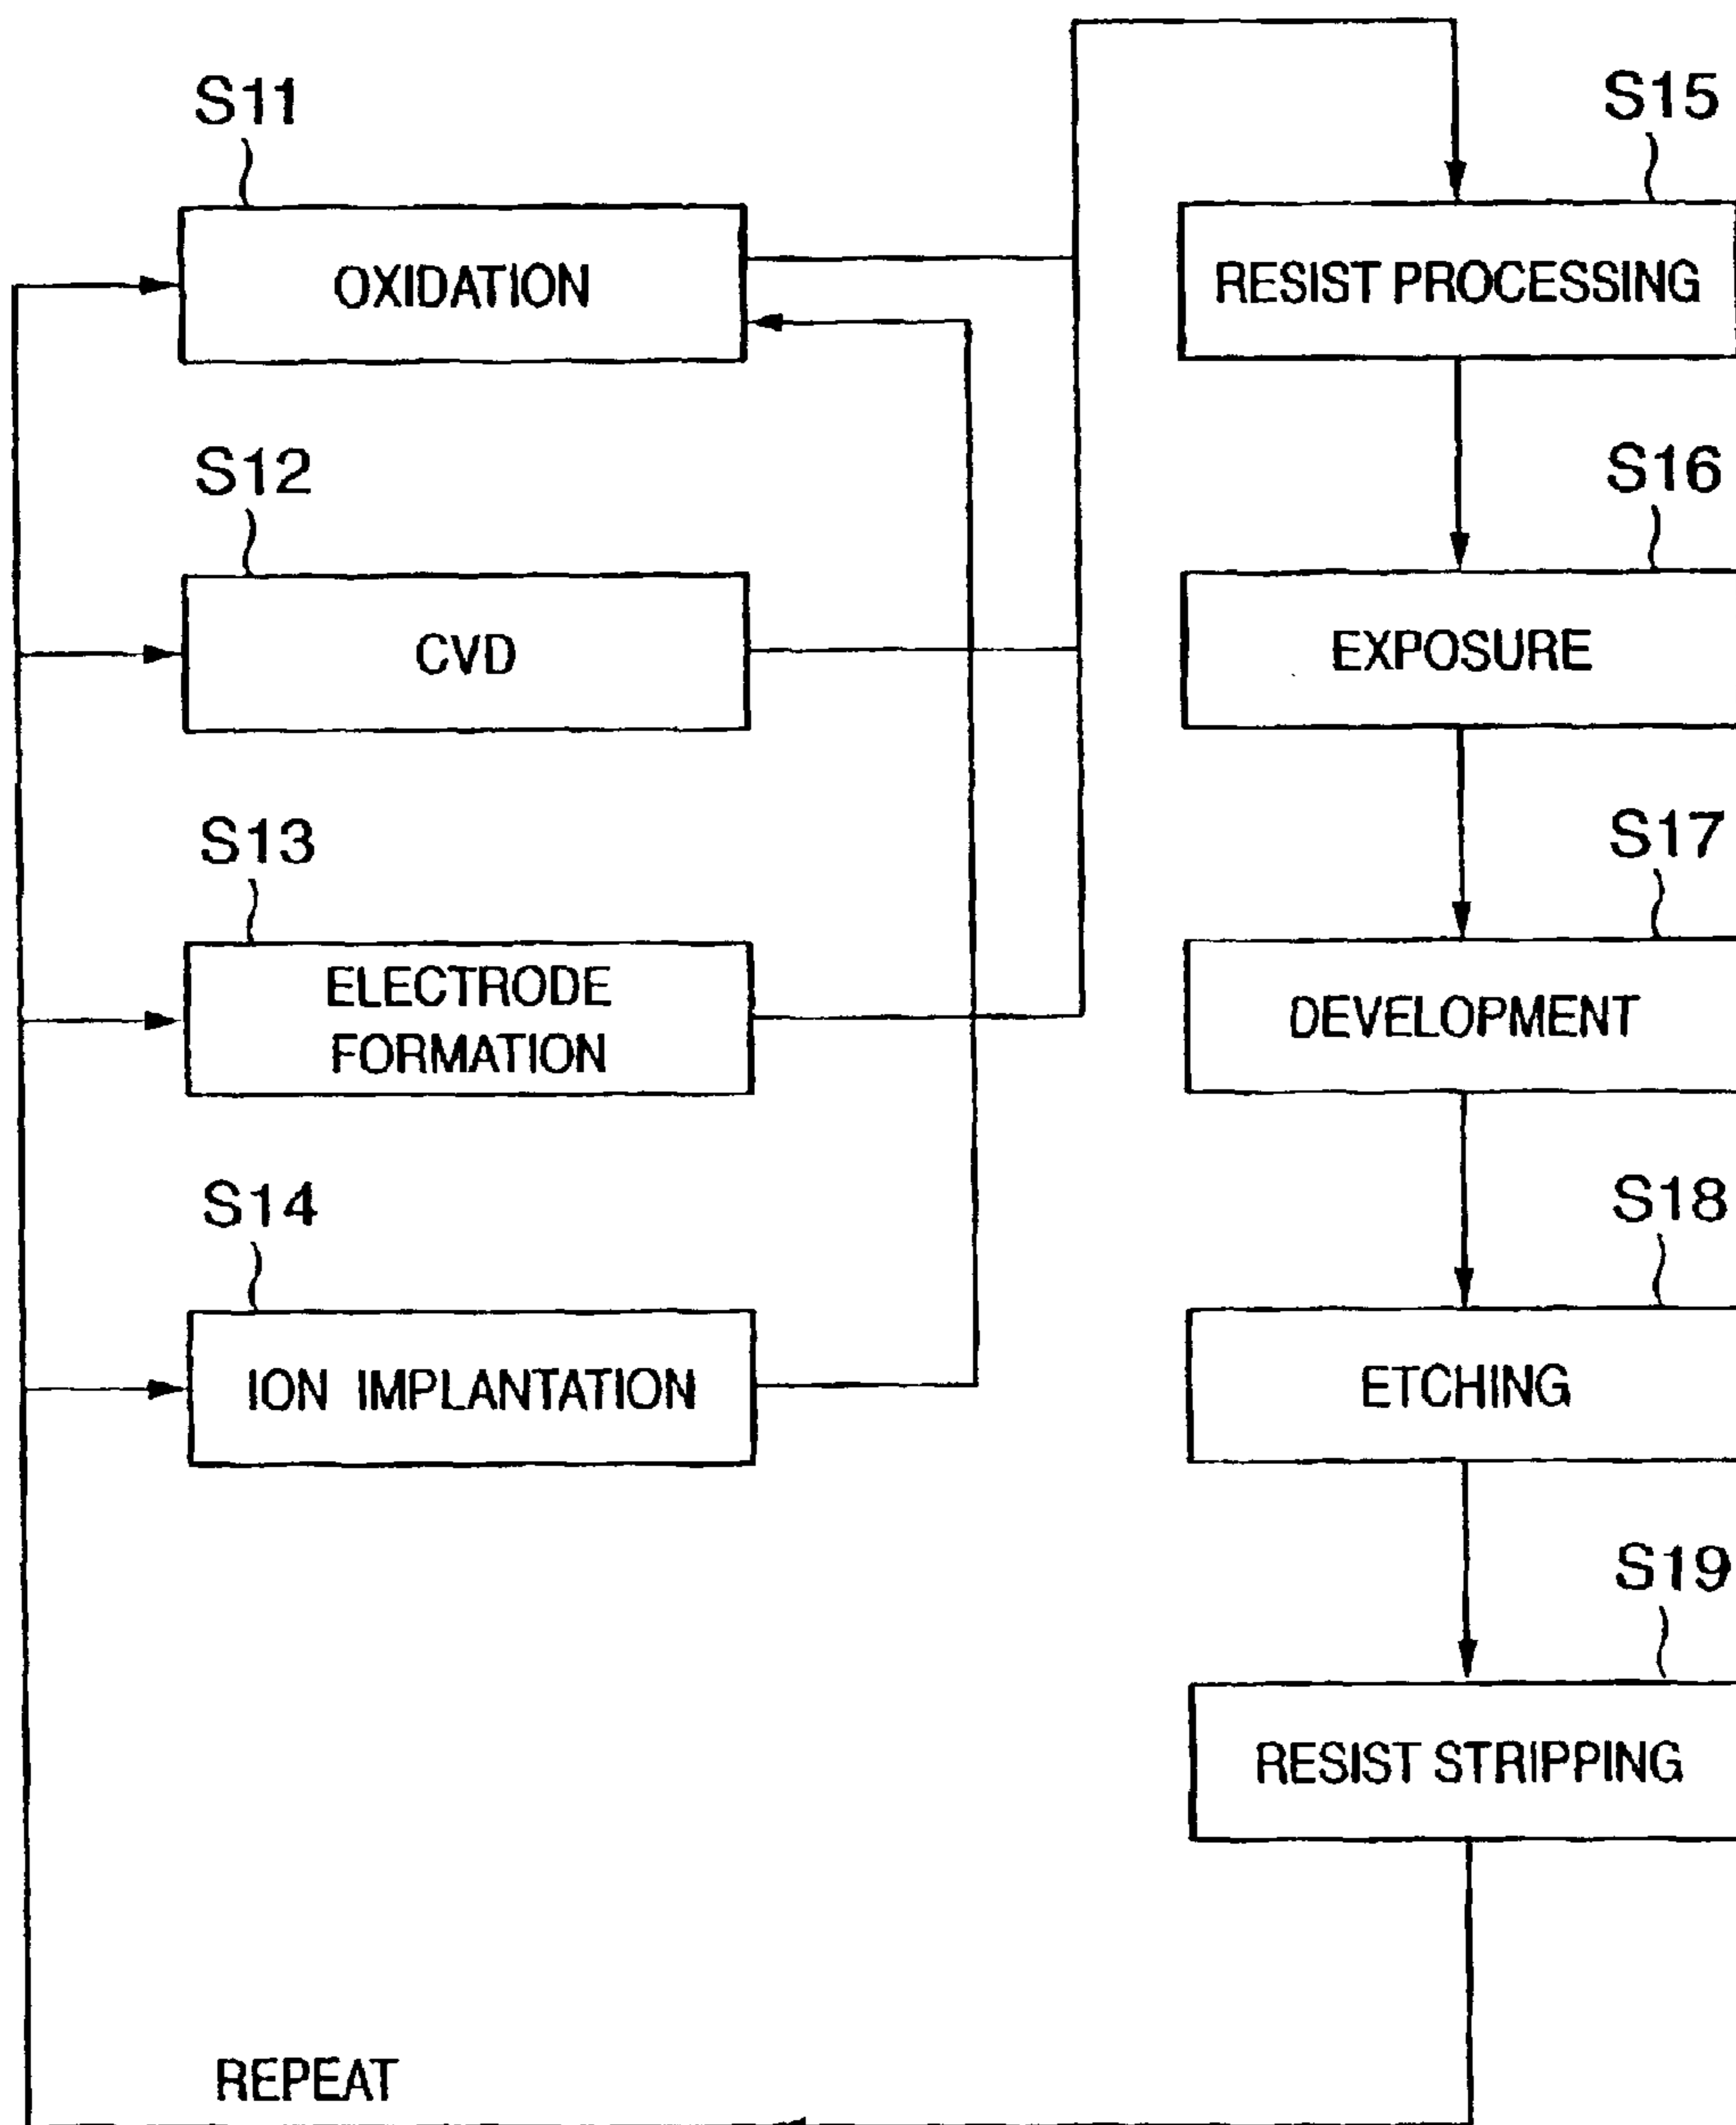 S11
OXIDATION
S12
CVD
S13
ELECTRODE
FORMATION
S14
ION IMPLANTATION
S15
RESIST PROCESSING
S16
EXPOSURE
S17
DEVELOPMENT
S18
ETCHING
S19
RESIST STRIPPING
REPEAT